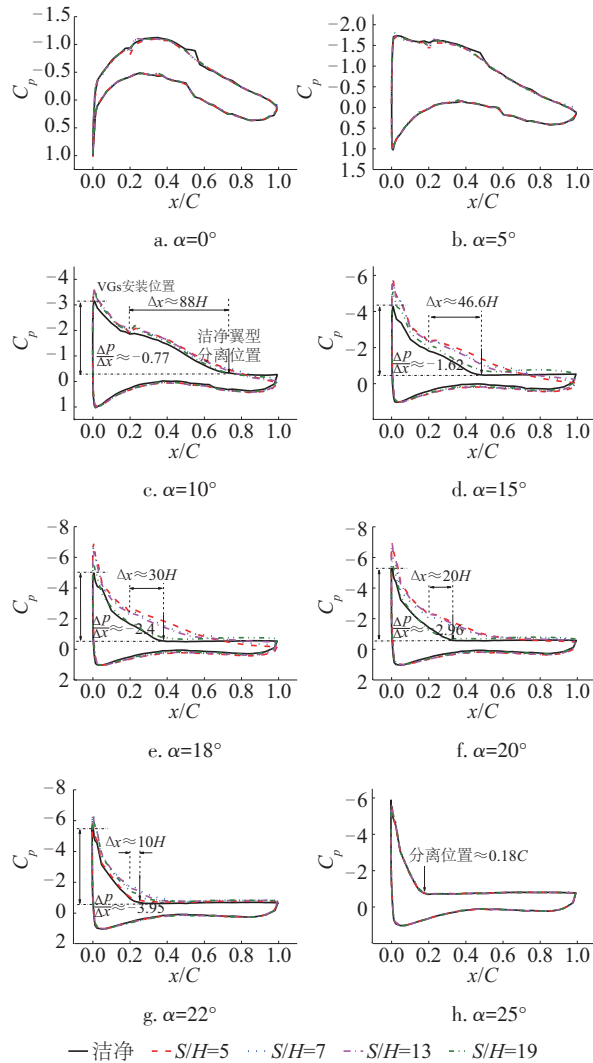 −1.5
−1.0
−0.5
0.0
0.5
1.0
C_p
0.0 0.2 0.4 0.6 0.8 1.0
x/C
a. α=0°
−2.0
−1.5
−1.0
−0.5
0.0
0.5
1.0
1.5
C_p
0.0 0.2 0.4 0.6 0.8 1.0
x/C
b. α=5°
−4
−3
−2
−1
0
1
C_p
VGs安装位置
Δx≈88H
洁净翼型
分离位置
Δp/Δx≈−0.77
0.0 0.2 0.4 0.6 0.8 1.0
x/C
c. α=10°
−6
−4
−2
0
C_p
Δx≈46.6H
Δp/Δx≈−1.62
0.0 0.2 0.4 0.6 0.8 1.0
x/C
d. α=15°
−8
−6
−4
−2
0
2
C_p
Δx≈30H
Δp/Δx≈−2.4
0.0 0.2 0.4 0.6 0.8 1.0
x/C
e. α=18°
−8
−6
−4
−2
0
2
C_p
Δx≈20H
Δp/Δx≈−2.96
0.0 0.2 0.4 0.6 0.8 1.0
x/C
f. α=20°
−8
−6
−4
−2
0
2
C_p
Δx≈10H
Δp/Δx≈−3.95
0.0 0.2 0.4 0.6 0.8 1.0
x/C
g. α=22°
−6
−4
−2
0
C_p
分离位置≈0.18C
0.0 0.2 0.4 0.6 0.8 1.0
x/C
h. α=25°
洁净 S/H=5 S/H=7 S/H=13 S/H=19